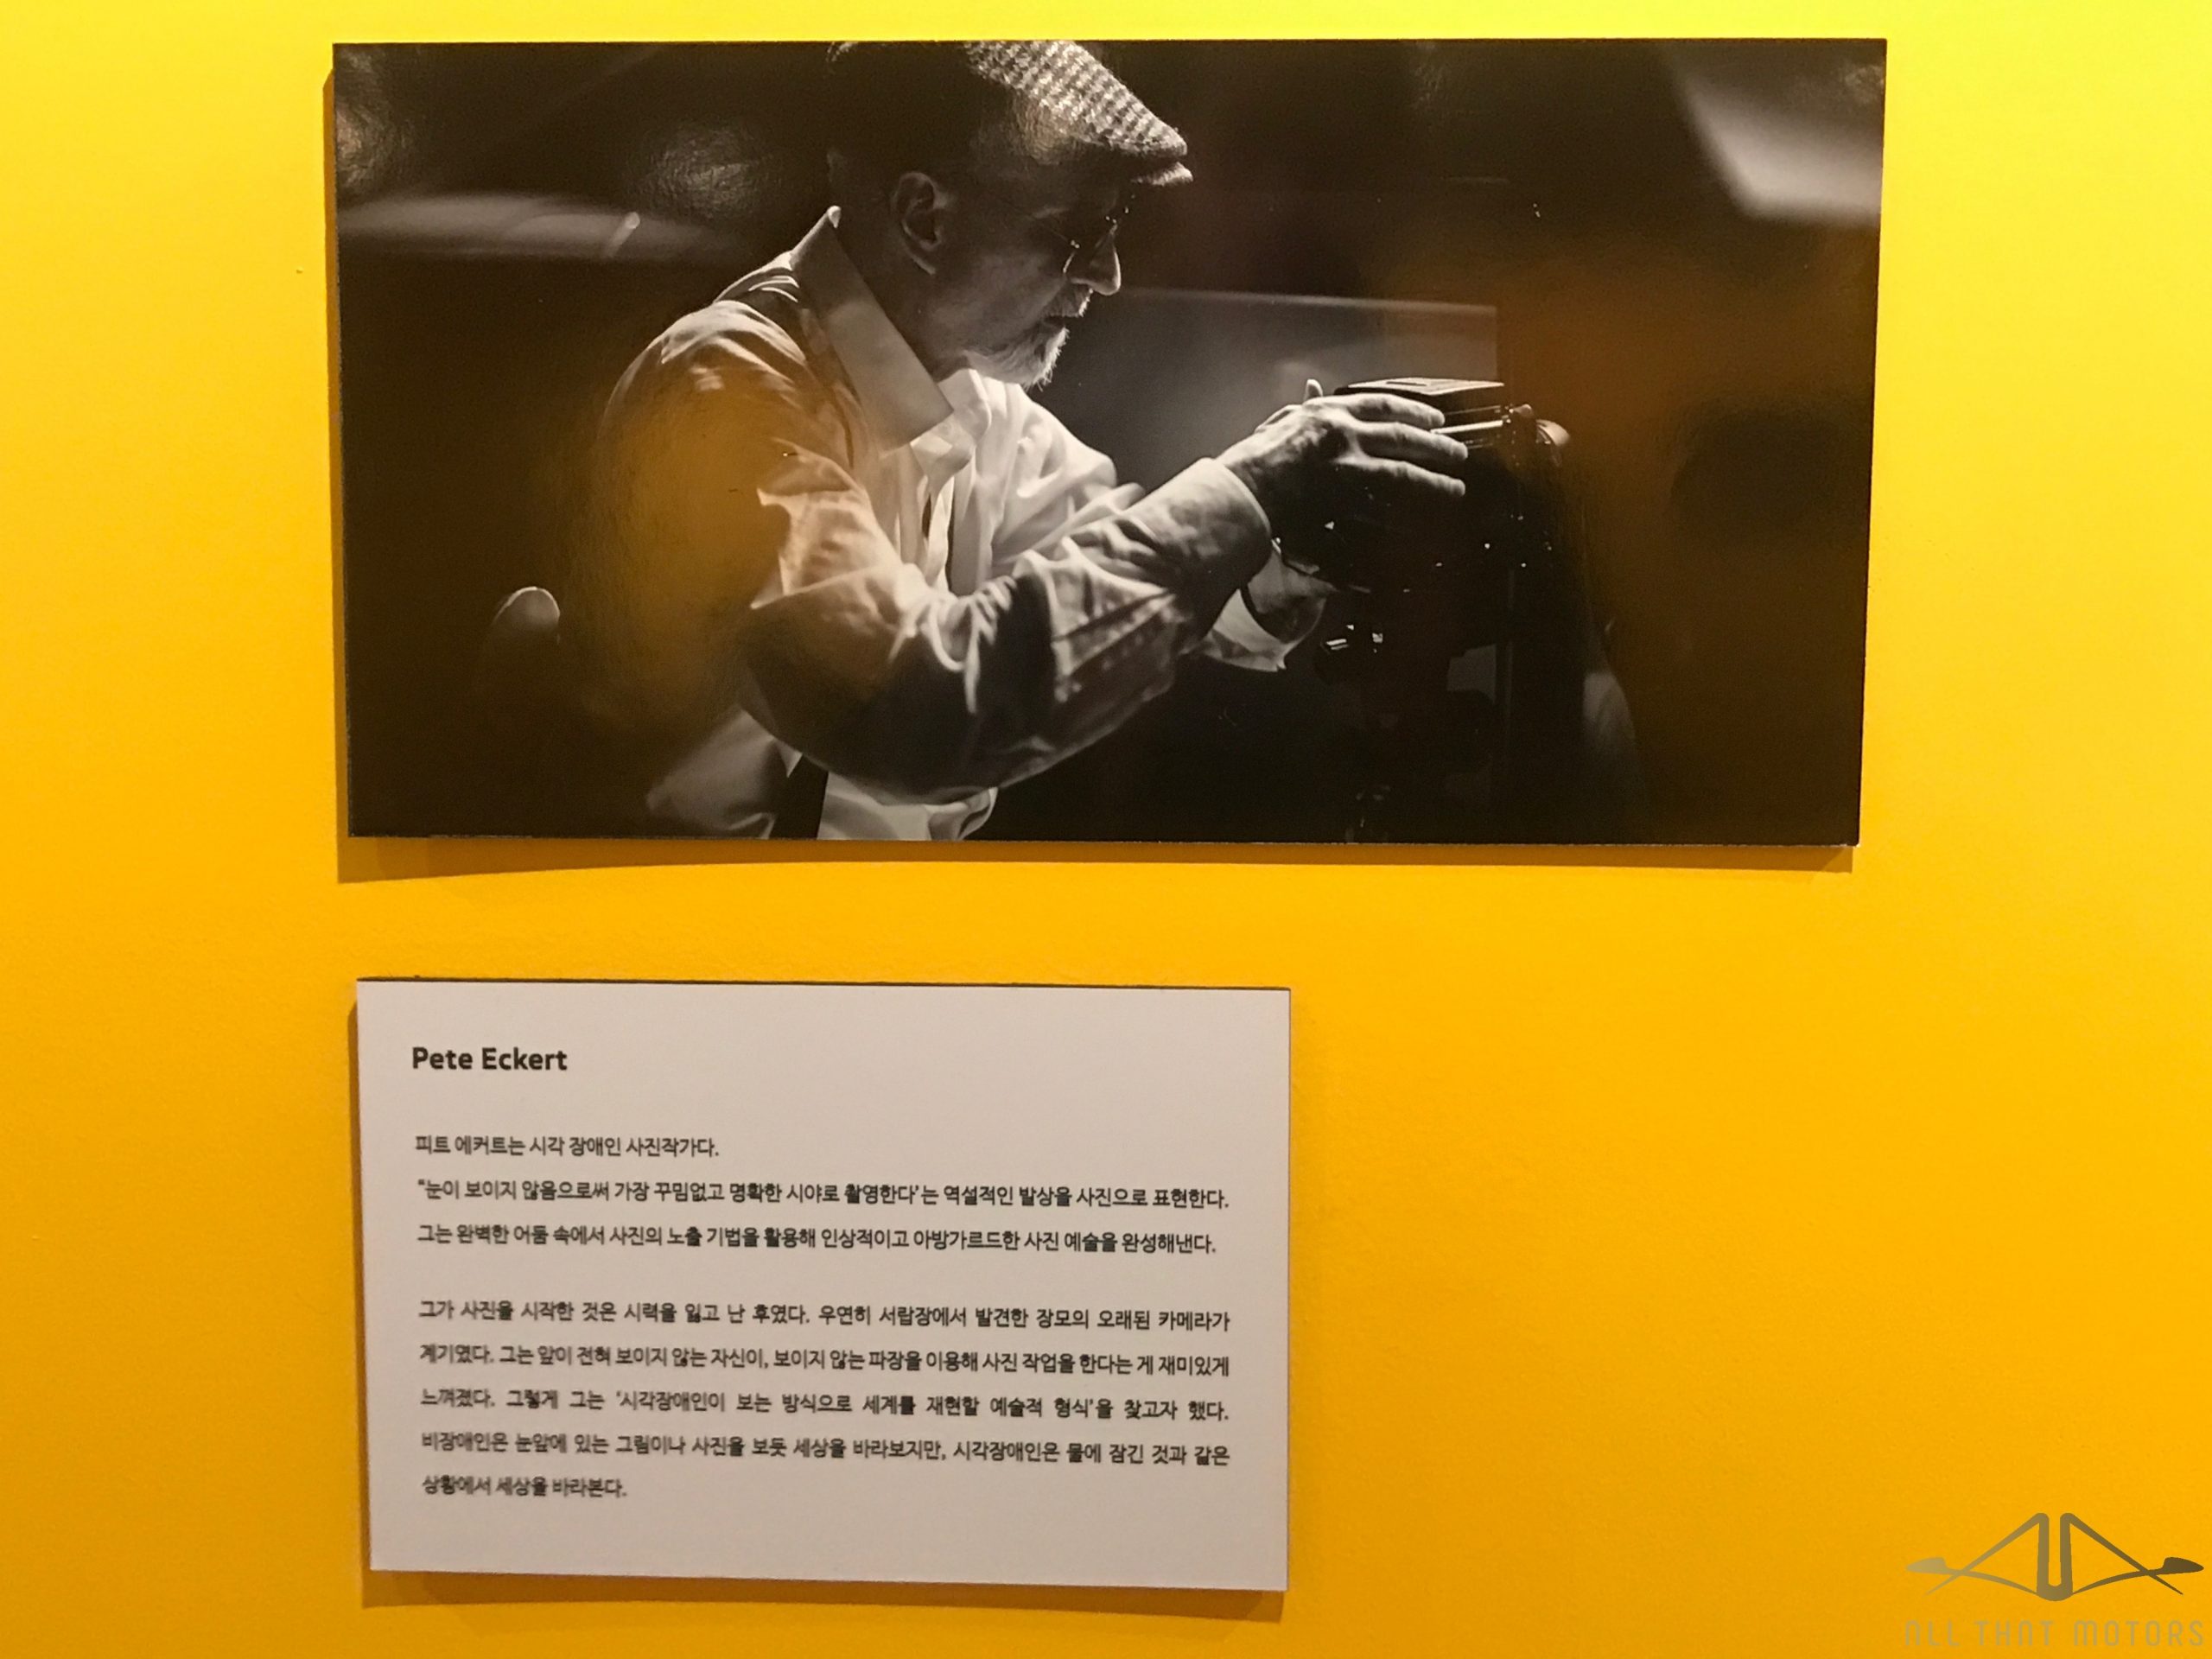 Pete Eckert
피트 에커트는 시각 장애인 사진작가다.
“눈이 보이지 않음으로써 가장 꾸밈없고 명확한 시야로 촬영한다’는 역설적인 발상을 사진으로 표현한다.
그는 완벽한 어둠 속에서 사진의 노출 기법을 활용해 인상적이고 아방가르드한 사진 예술을 완성해낸다.
그가 사진을 시작한 것은 시력을 잃고 난 후였다. 우연히 서랍장에서 발견한 장모의 오래된 카메라가
계기였다. 그는 앞이 전혀 보이지 않는 자신이, 보이지 않는 파장을 이용해 사진 작업을 한다는 게 재미있게
느껴졌다. 그렇게 그는 ‘시각장애인이 보는 방식으로 세계를 재현할 예술적 형식’을 찾고자 했다.
비장애인은 눈앞에 있는 그림이나 사진을 보듯 세상을 바라보지만, 시각장애인은 물에 잠긴 것과 같은
상황에서 세상을 바라본다.
ALL THAT MOTORS